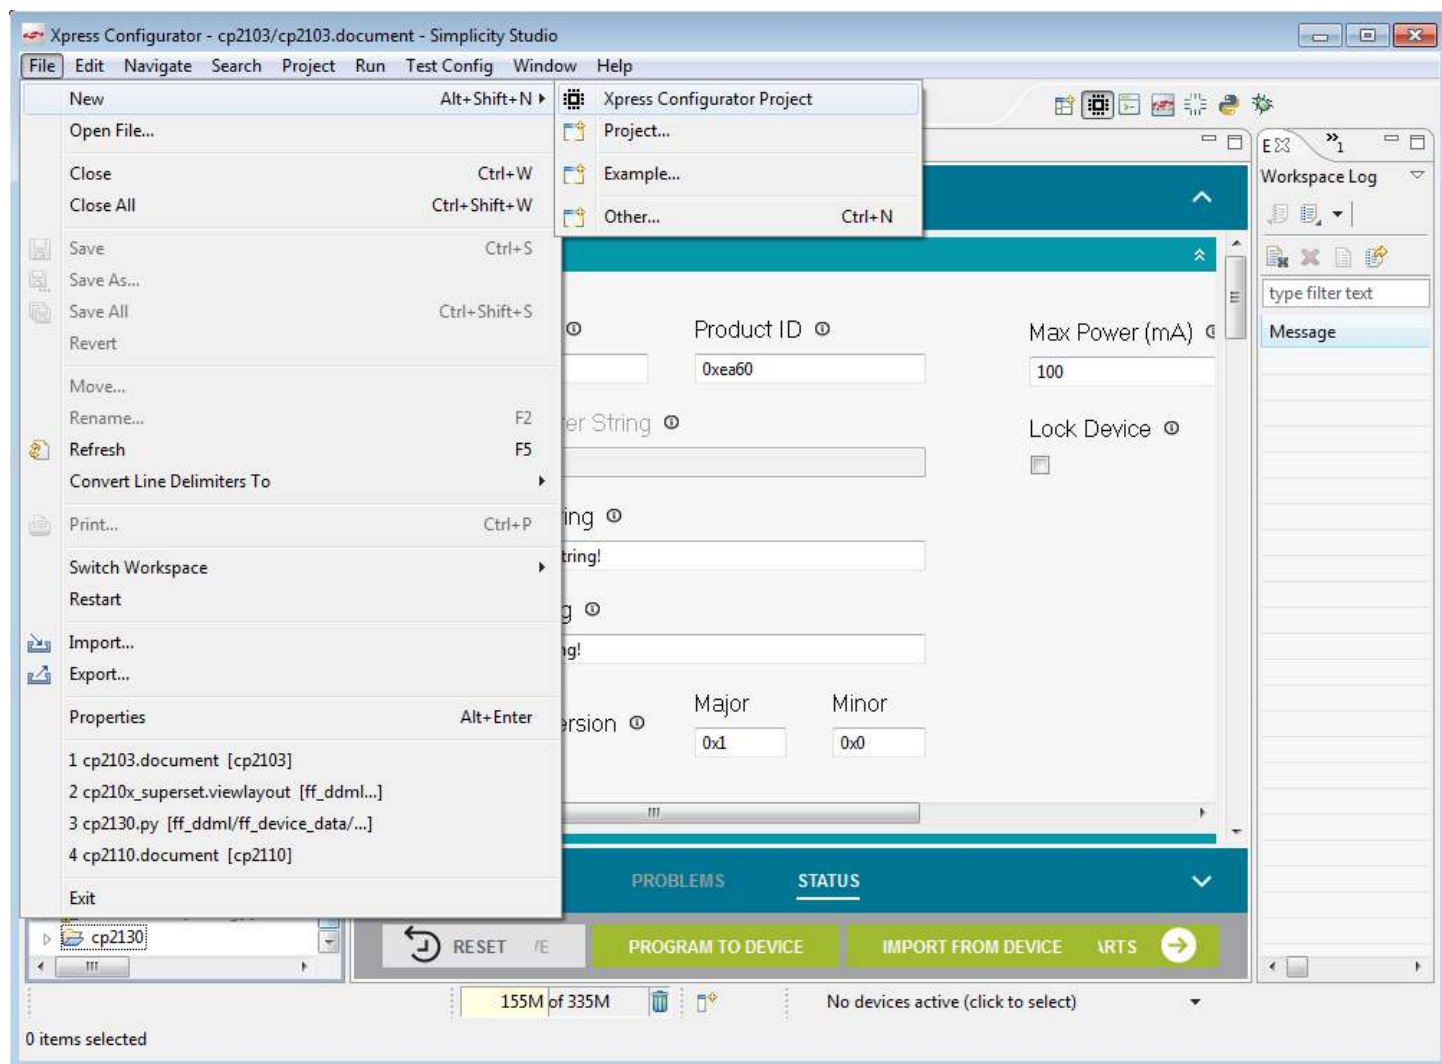 Xpress Configurator - cp2103/cp2103.document - Simplicity Studio
File Edit Navigate Search Project Run Test Config Window Help
New Alt+Shift+N
Open File...
Close Ctrl+W
Close All Ctrl+Shift+W
Save Ctrl+S
Save As...
Save All Ctrl+Shift+S
Revert
Move...
Rename... F2
Refresh F5
Convert Line Delimiters To
Print... Ctrl+P
Switch Workspace
Restart
Import...
Export...
Properties Alt+Enter
1 cp2103.document [cp2103]
2 cp210x_superset.viewlayout [ff_ddml...]
3 cp2130.py [ff_ddml/ff_device_data/...]
4 cp2110.document [cp2110]
Exit
Xpress Configurator Project
Project...
Example...
Other... Ctrl+N
Product ID
Max Power (mA)
0xea60
100
er String
Lock Device
ing
tring!
g
ng!
Major Minor
ersion
0x1 0x0
PROBLEMS STATUS
RESET VE PROGRAM TO DEVICE IMPORT FROM DEVICE ARTS
E 1
Workspace Log
type filter text
Message
cp2130
155M of 335M
No devices active (click to select)
0 items selected